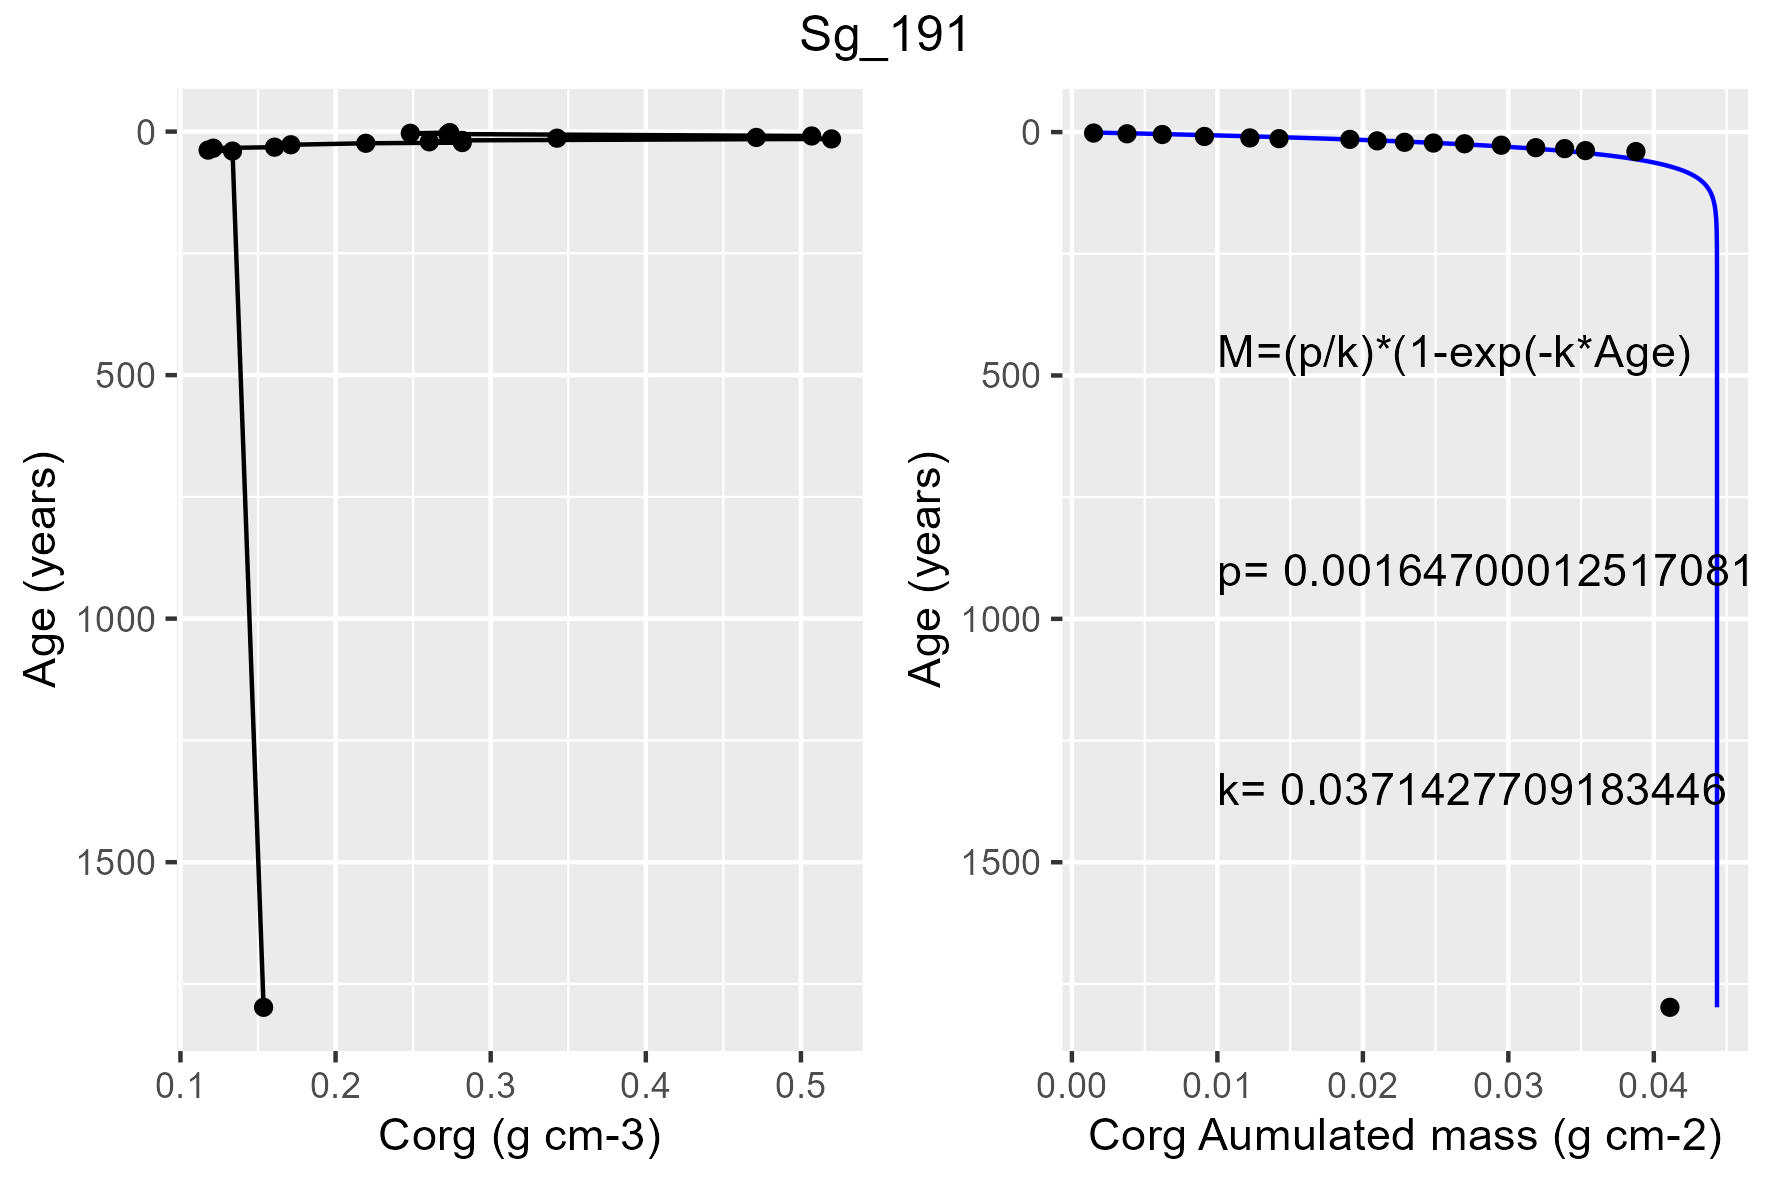 Sg_191
Age (years)
0
500
1000
1500
0.1 0.2 0.3 0.4 0.5
Corg (g cm-3)
Age (years)
0
500
1000
1500
M=(p/k)*(1-exp(-k*Age)
p= 0.00164700012517081
k= 0.0371427709183446
0.00 0.01 0.02 0.03 0.04
Corg Aumulated mass (g cm-2)